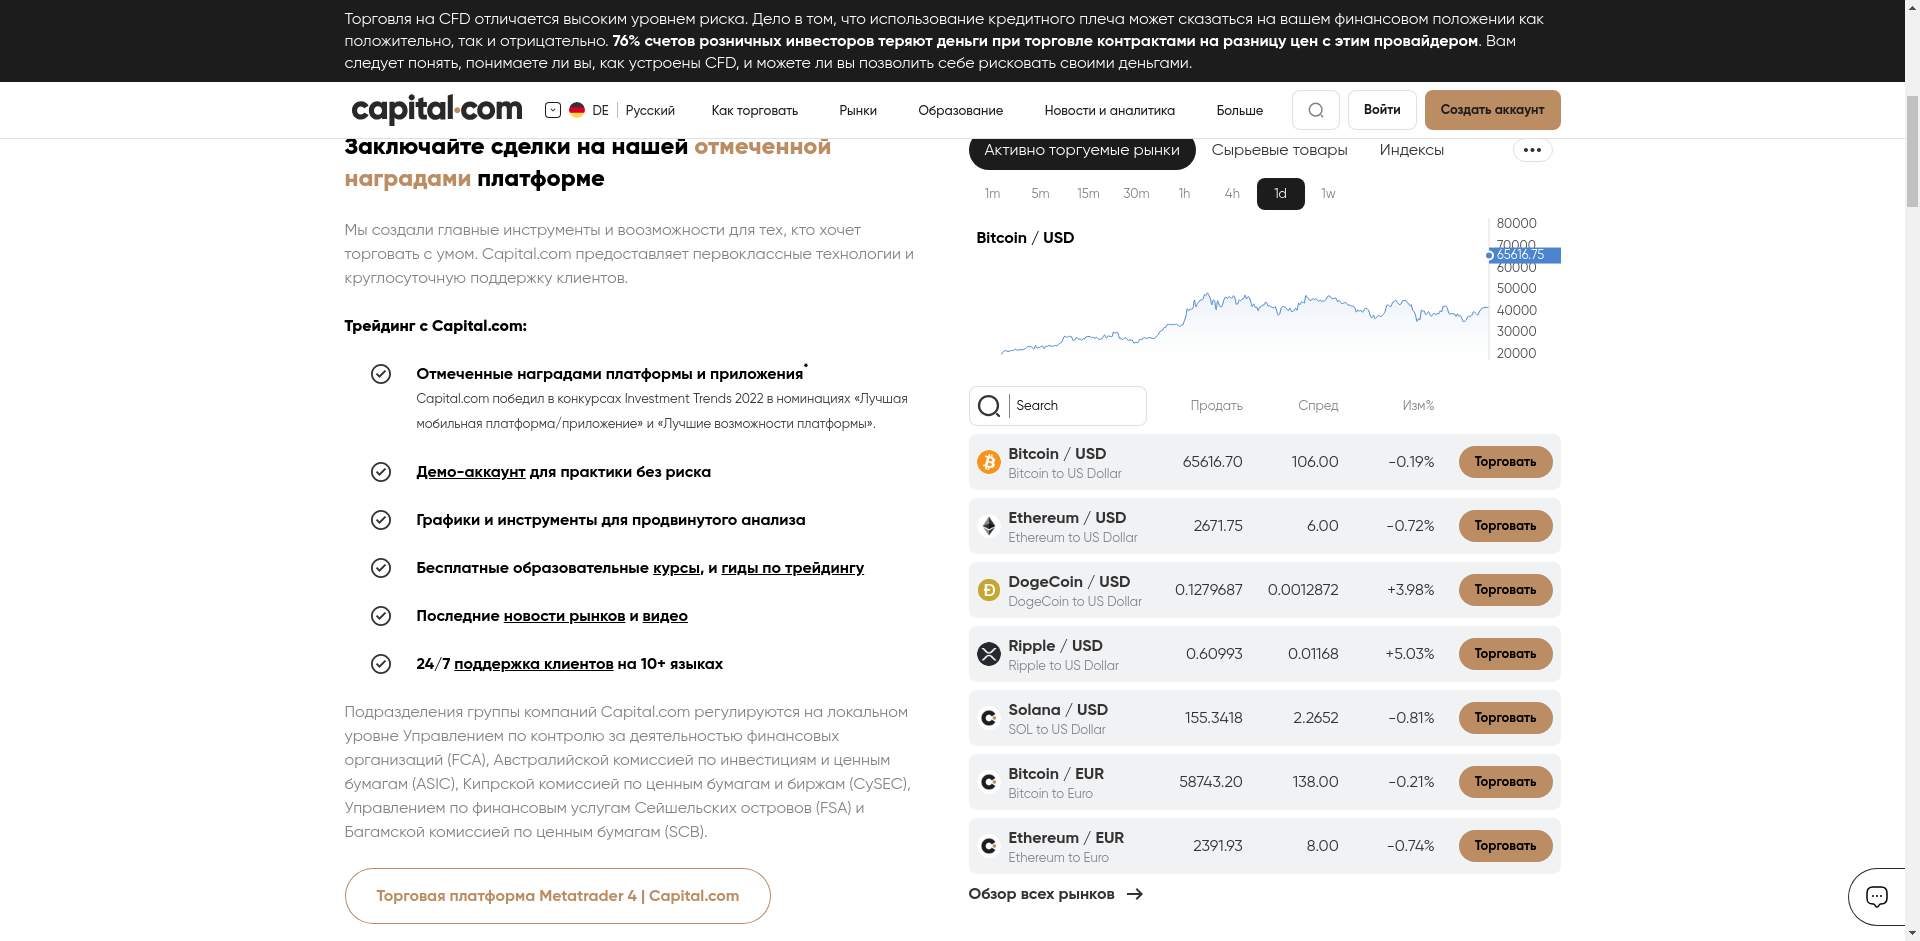 Торговля на CFD отличается высоким уровнем риска. Дело в том, что использование кредитного плеча может сказаться на вашем финансовом положении как
положительно, так и отрицательно. 76% счетов розничных инвесторов теряют деньги при торговле контрактами на разницу цен с этим провайдером. Вам
следует понять, понимаете ли вы, как устроены CFD, и можете ли вы позволить себе рисковать своими деньгами.
capital.com DE Русский Как торговать Рынки Образование Новости и аналитика Больше Войти Создать аккаунт
Заключайте сделки на нашей отмеченной
наградами платформе
Мы создали главные инструменты и воозможности для тех, кто хочет
торговать с умом. Capital.com предоставляет первоклассные технологии и
круглосуточную поддержку клиентов.
Трейдинг с Capital.com:
Отмеченные наградами платформы и приложения*
Capital.com победил в конкурсах Investment Trends 2022 в номинациях «Лучшая
мобильная платформа/приложение» и «Лучшие возможности платформы».
Демо-аккаунт для практики без риска
Графики и инструменты для продвинутого анализа
Бесплатные образовательные курсы, и гиды по трейдингу
Последние новости рынков и видео
24/7 поддержка клиентов на 10+ языках
Подразделения группы компаний Capital.com регулируются на локальном
уровне Управлением по контролю за деятельностью финансовых
организаций (FCA), Австралийской комиссией по инвестициям и ценным
бумагам (ASIC), Кипрской комиссией по ценным бумагам и биржам (CySEC),
Управлением по финансовым услугам Сейшельских островов (FSA) и
Багамской комиссией по ценным бумагам (SCB).
Торговая платформа Metatrader 4 | Capital.com
Активно торгуемые рынки Сырьевые товары Индексы
1m 5m 15m 30m 1h 4h 1d 1w
Bitcoin / USD
80000
70000
65616.75
60000
50000
40000
30000
20000
Search Продать Спред Изм%
Bitcoin / USD 65616.70 106.00 -0.19% Торговать
Bitcoin to US Dollar
Ethereum / USD 2671.75 6.00 -0.72% Торговать
Ethereum to US Dollar
DogeCoin / USD 0.1279687 0.0012872 +3.98% Торговать
DogeCoin to US Dollar
Ripple / USD 0.60993 0.01168 +5.03% Торговать
Ripple to US Dollar
Solana / USD 155.3418 2.2652 -0.81% Торговать
SOL to US Dollar
Bitcoin / EUR 58743.20 138.00 -0.21% Торговать
Bitcoin to Euro
Ethereum / EUR 2391.93 8.00 -0.74% Торговать
Ethereum to Euro
Обзор всех рынков